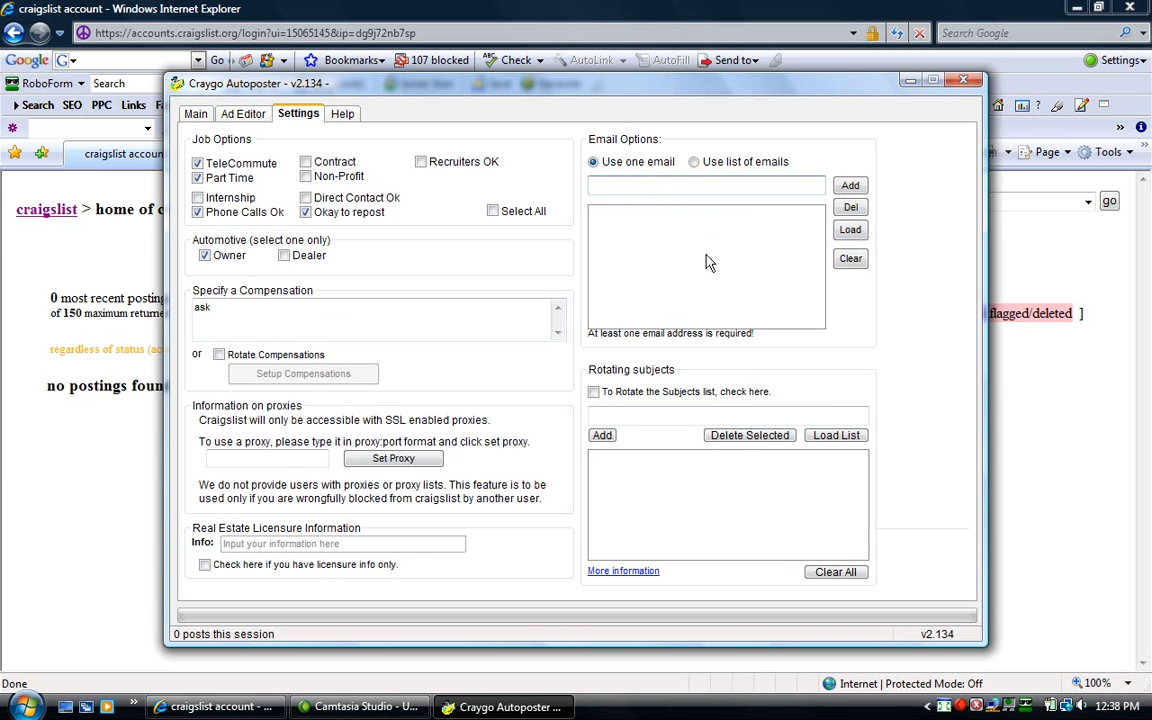 craigslist account - Windows Internet Explorer
https://accounts.craigslist.org/login?ui=15065145&ip=dg9j72nb7sp
Google Search
Google
G
Go
Bookmarks
107 blocked
Check
AutoLink
AutoFill
Send to
Settings
RoboForm
Search
Search
SEO
PPC
Links
craigslist accoun
Page
Tools
craigslist > home of c
go
0 most recent posting
of 150 maximum returne
flagged/deleted ]
regardless of status (ac
no postings foun
Craygo Autoposter - v2.134 -
Main
Ad Editor
Settings
Help
Job Options
TeleCommute
Contract
Recruiters OK
Part Time
Non-Profit
Internship
Direct Contact Ok
Phone Calls Ok
Okay to repost
Select All
Automotive (select one only)
Owner
Dealer
Specify a Compensation
ask
or
Rotate Compensations
Setup Compensations
Information on proxies
Craigslist will only be accessible with SSL enabled proxies.
To use a proxy, please type it in proxy:port format and click set proxy.
Set Proxy
We do not provide users with proxies or proxy lists. This feature is to be
used only if you are wrongfully blocked from craigslist by another user.
Real Estate Licensure Information
Info:
Input your information here
Check here if you have licensure info only.
Email Options:
Use one email
Use list of emails
Add
Del
Load
Clear
At least one email address is required!
Rotating subjects
To Rotate the Subjects list, check here.
Add
Delete Selected
Load List
More information
Clear All
0 posts this session
v2.134
Done
Internet | Protected Mode: Off
100%
craigslist account - ...
Camtasia Studio - U...
Craygo Autoposter ...
12:38 PM